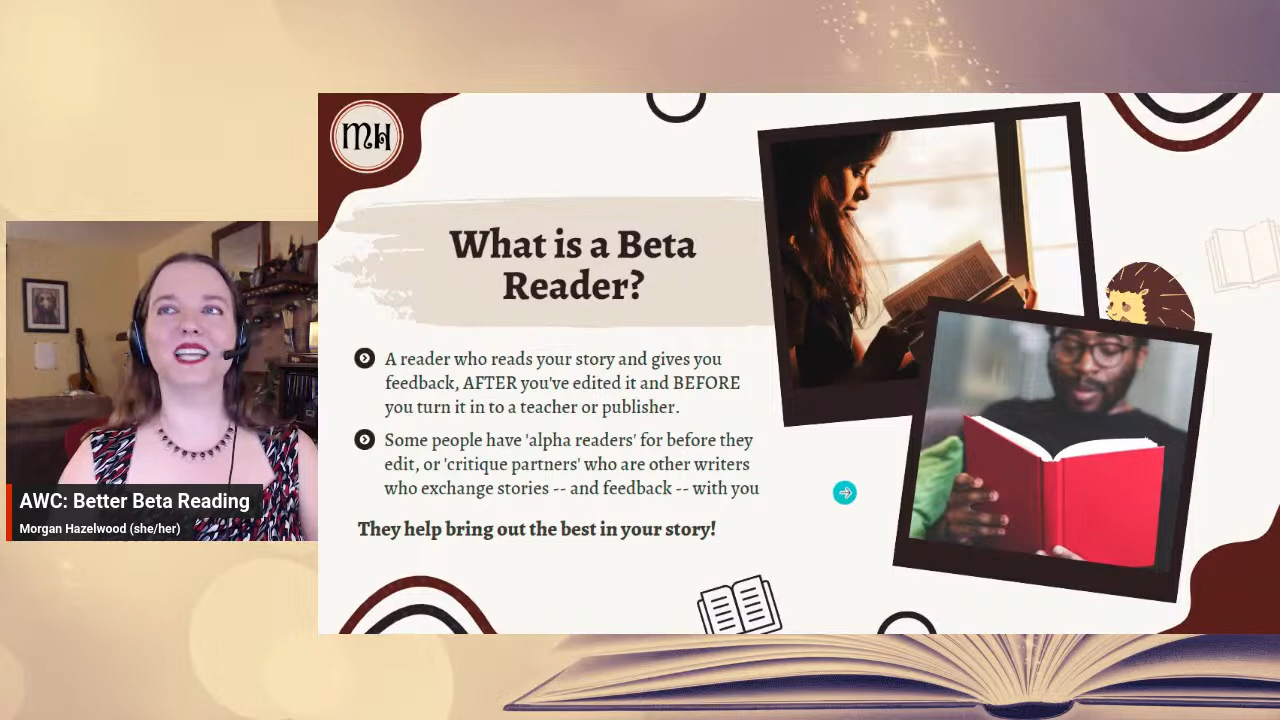 MH
What is a Beta
Reader?
A reader who reads your story and gives you
feedback, AFTER you've edited it and BEFORE
you turn it in to a teacher or publisher.
Some people have 'alpha readers' for before they
edit, or 'critique partners' who are other writers
who exchange stories -- and feedback -- with you
They help bring out the best in your story!
AWC: Better Beta Reading
Morgan Hazelwood (she/her)